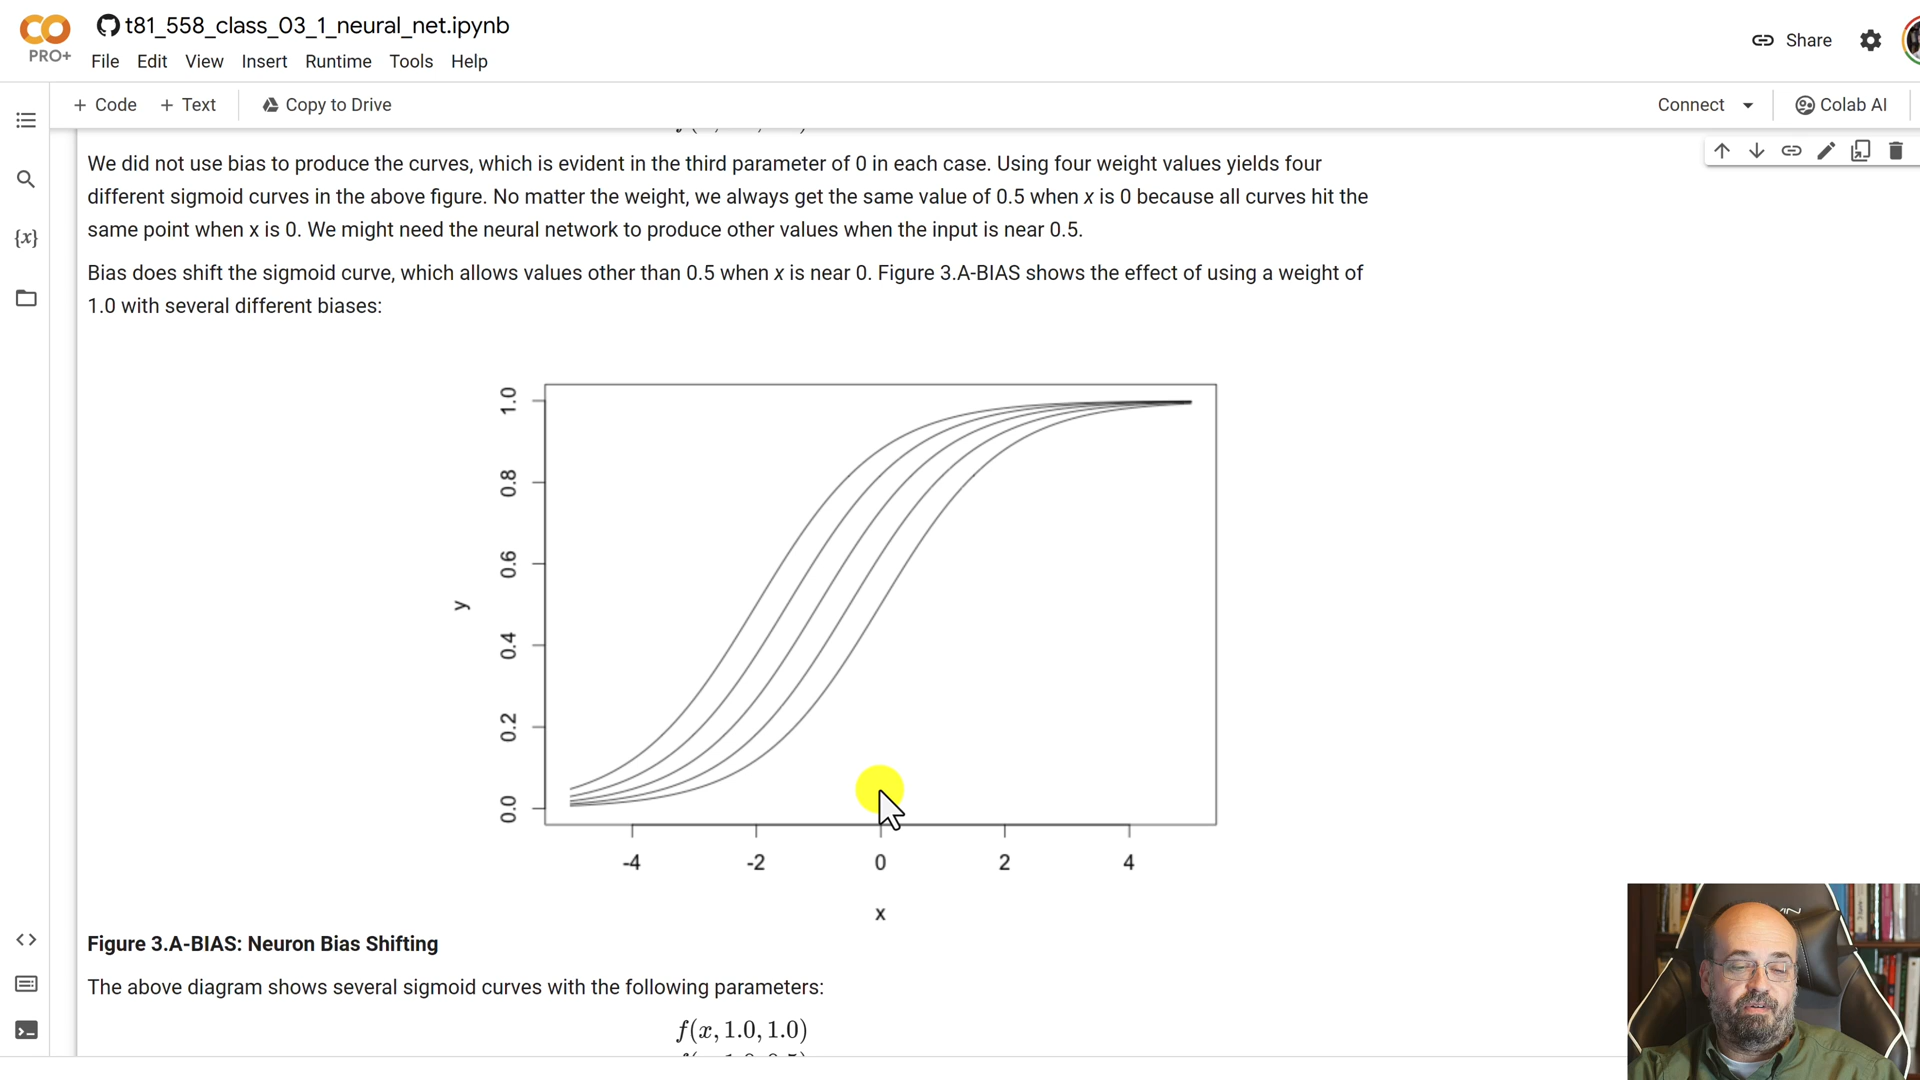 t81_558_class_03_1_neural_net.ipynb
PRO+
File Edit View Insert Runtime Tools Help
Share
+ Code + Text Copy to Drive
Connect
Colab AI
We did not use bias to produce the curves, which is evident in the third parameter of 0 in each case. Using four weight values yields four
different sigmoid curves in the above figure. No matter the weight, we always get the same value of 0.5 when x is 0 because all curves hit the
same point when x is 0. We might need the neural network to produce other values when the input is near 0.5.
Bias does shift the sigmoid curve, which allows values other than 0.5 when x is near 0. Figure 3.A-BIAS shows the effect of using a weight of
1.0 with several different biases:
{x}
1.0
0.8
0.6
y
0.4
0.2
0.0
-4 -2 0 2 4
x
Figure 3.A-BIAS: Neuron Bias Shifting
The above diagram shows several sigmoid curves with the following parameters:
f(x, 1.0, 1.0)